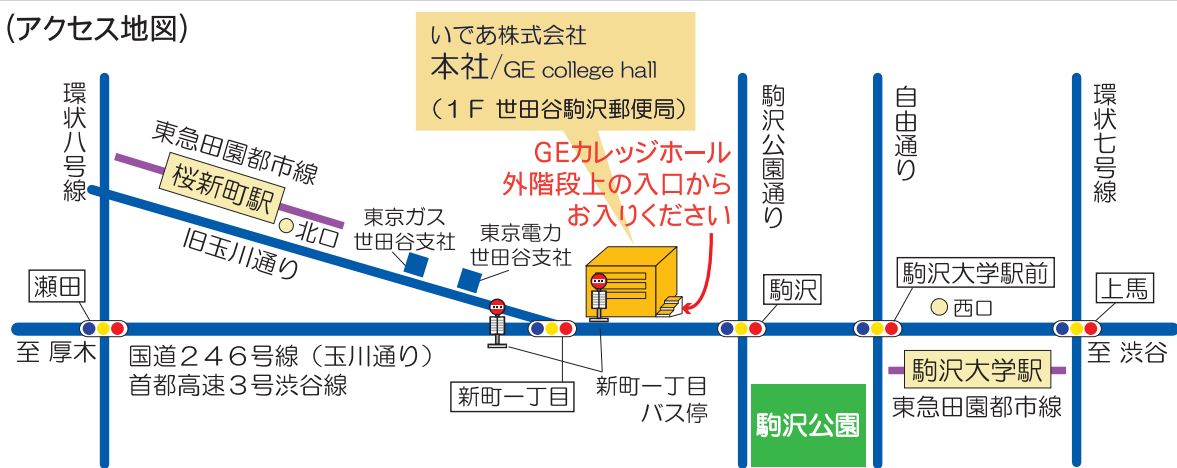 (アクセス地図)
いであ株式会社
本社/GE college hall
(1F 世田谷駒沢郵便局)
GEカレッジホール
外階段上の入口から
お入りください
環状八号線
東急田園都市線
桜新町駅
北口
旧玉川通り
東京ガス
世田谷支社
東京電力
世田谷支社
駒沢公園通り
自由通り
環状七号線
瀬田
駒沢
駒沢大学駅前
西口
上馬
至 厚木
国道246号線(玉川通り)
首都高速3号渋谷線
新町一丁目
新町一丁目
バス停
至 渋谷
駒沢大学駅
東急田園都市線
駒沢公園